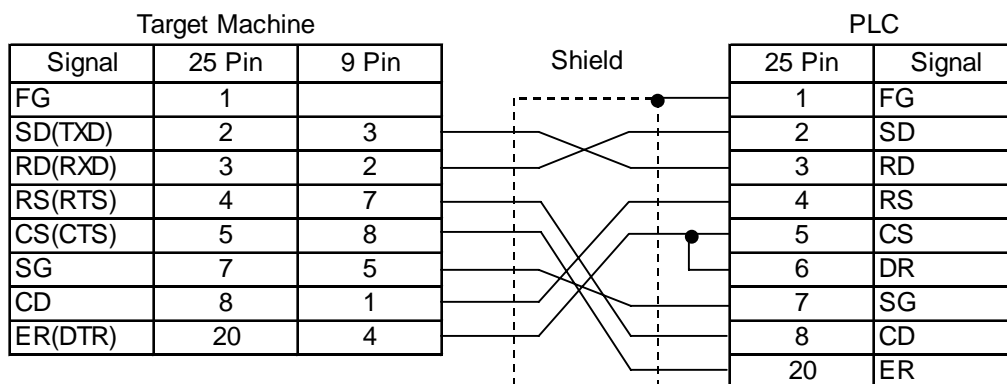 Target Machine
PLC
Signal 25 Pin 9 Pin
Shield
25 Pin Signal
FG 1
1 FG
SD(TXD) 2 3
2 SD
RD(RXD) 3 2
3 RD
RS(RTS) 4 7
4 RS
CS(CTS) 5 8
5 CS
SG 7 5
6 DR
CD 8 1
7 SG
ER(DTR) 20 4
8 CD
20 ER